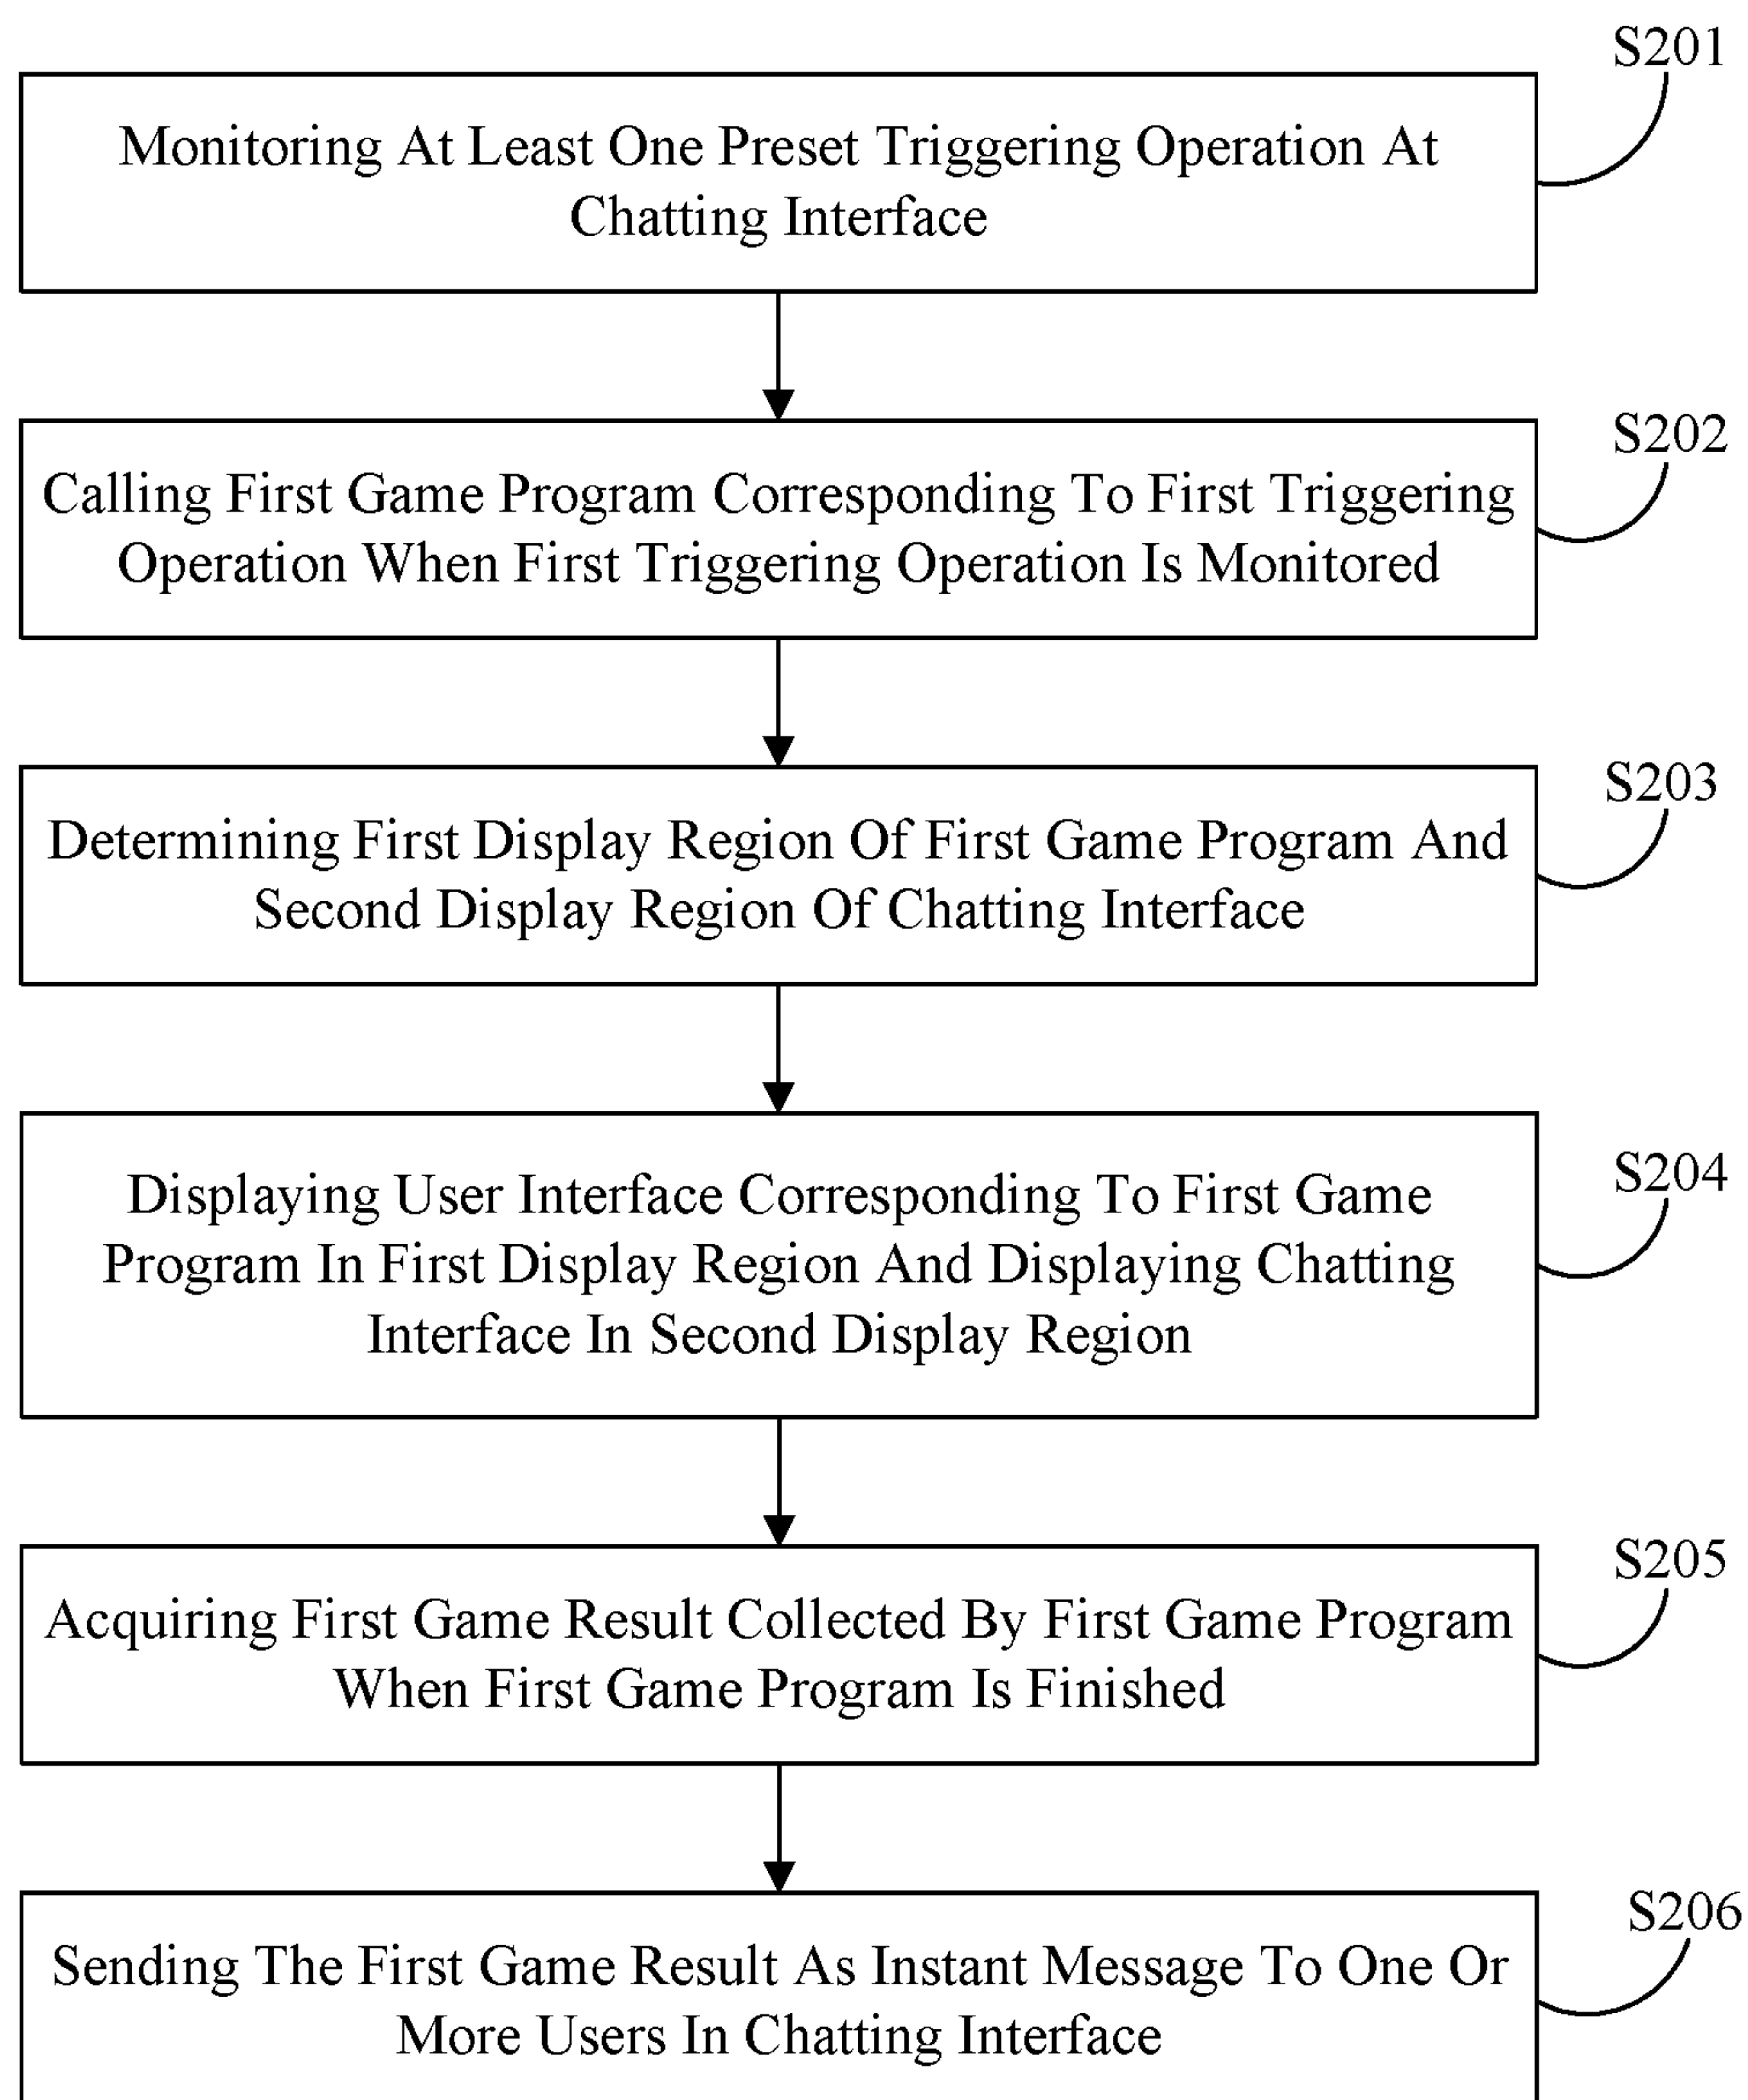 S201
Monitoring At Least One Preset Triggering Operation At
Chatting Interface
S202
Calling First Game Program Corresponding To First Triggering
Operation When First Triggering Operation Is Monitored
S203
Determining First Display Region Of First Game Program And
Second Display Region Of Chatting Interface
S204
Displaying User Interface Corresponding To First Game
Program In First Display Region And Displaying Chatting
Interface In Second Display Region
S205
Acquiring First Game Result Collected By First Game Program
When First Game Program Is Finished
S206
Sending The First Game Result As Instant Message To One Or
More Users In Chatting Interface